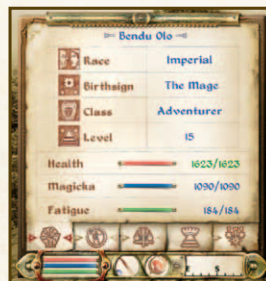 Bendu Olo
Race Imperial
Birthsign The Mage
Class Adventurer
Level 15
Health 1623/1623
Magicka 1090/1090
Fatigue 184/184
S